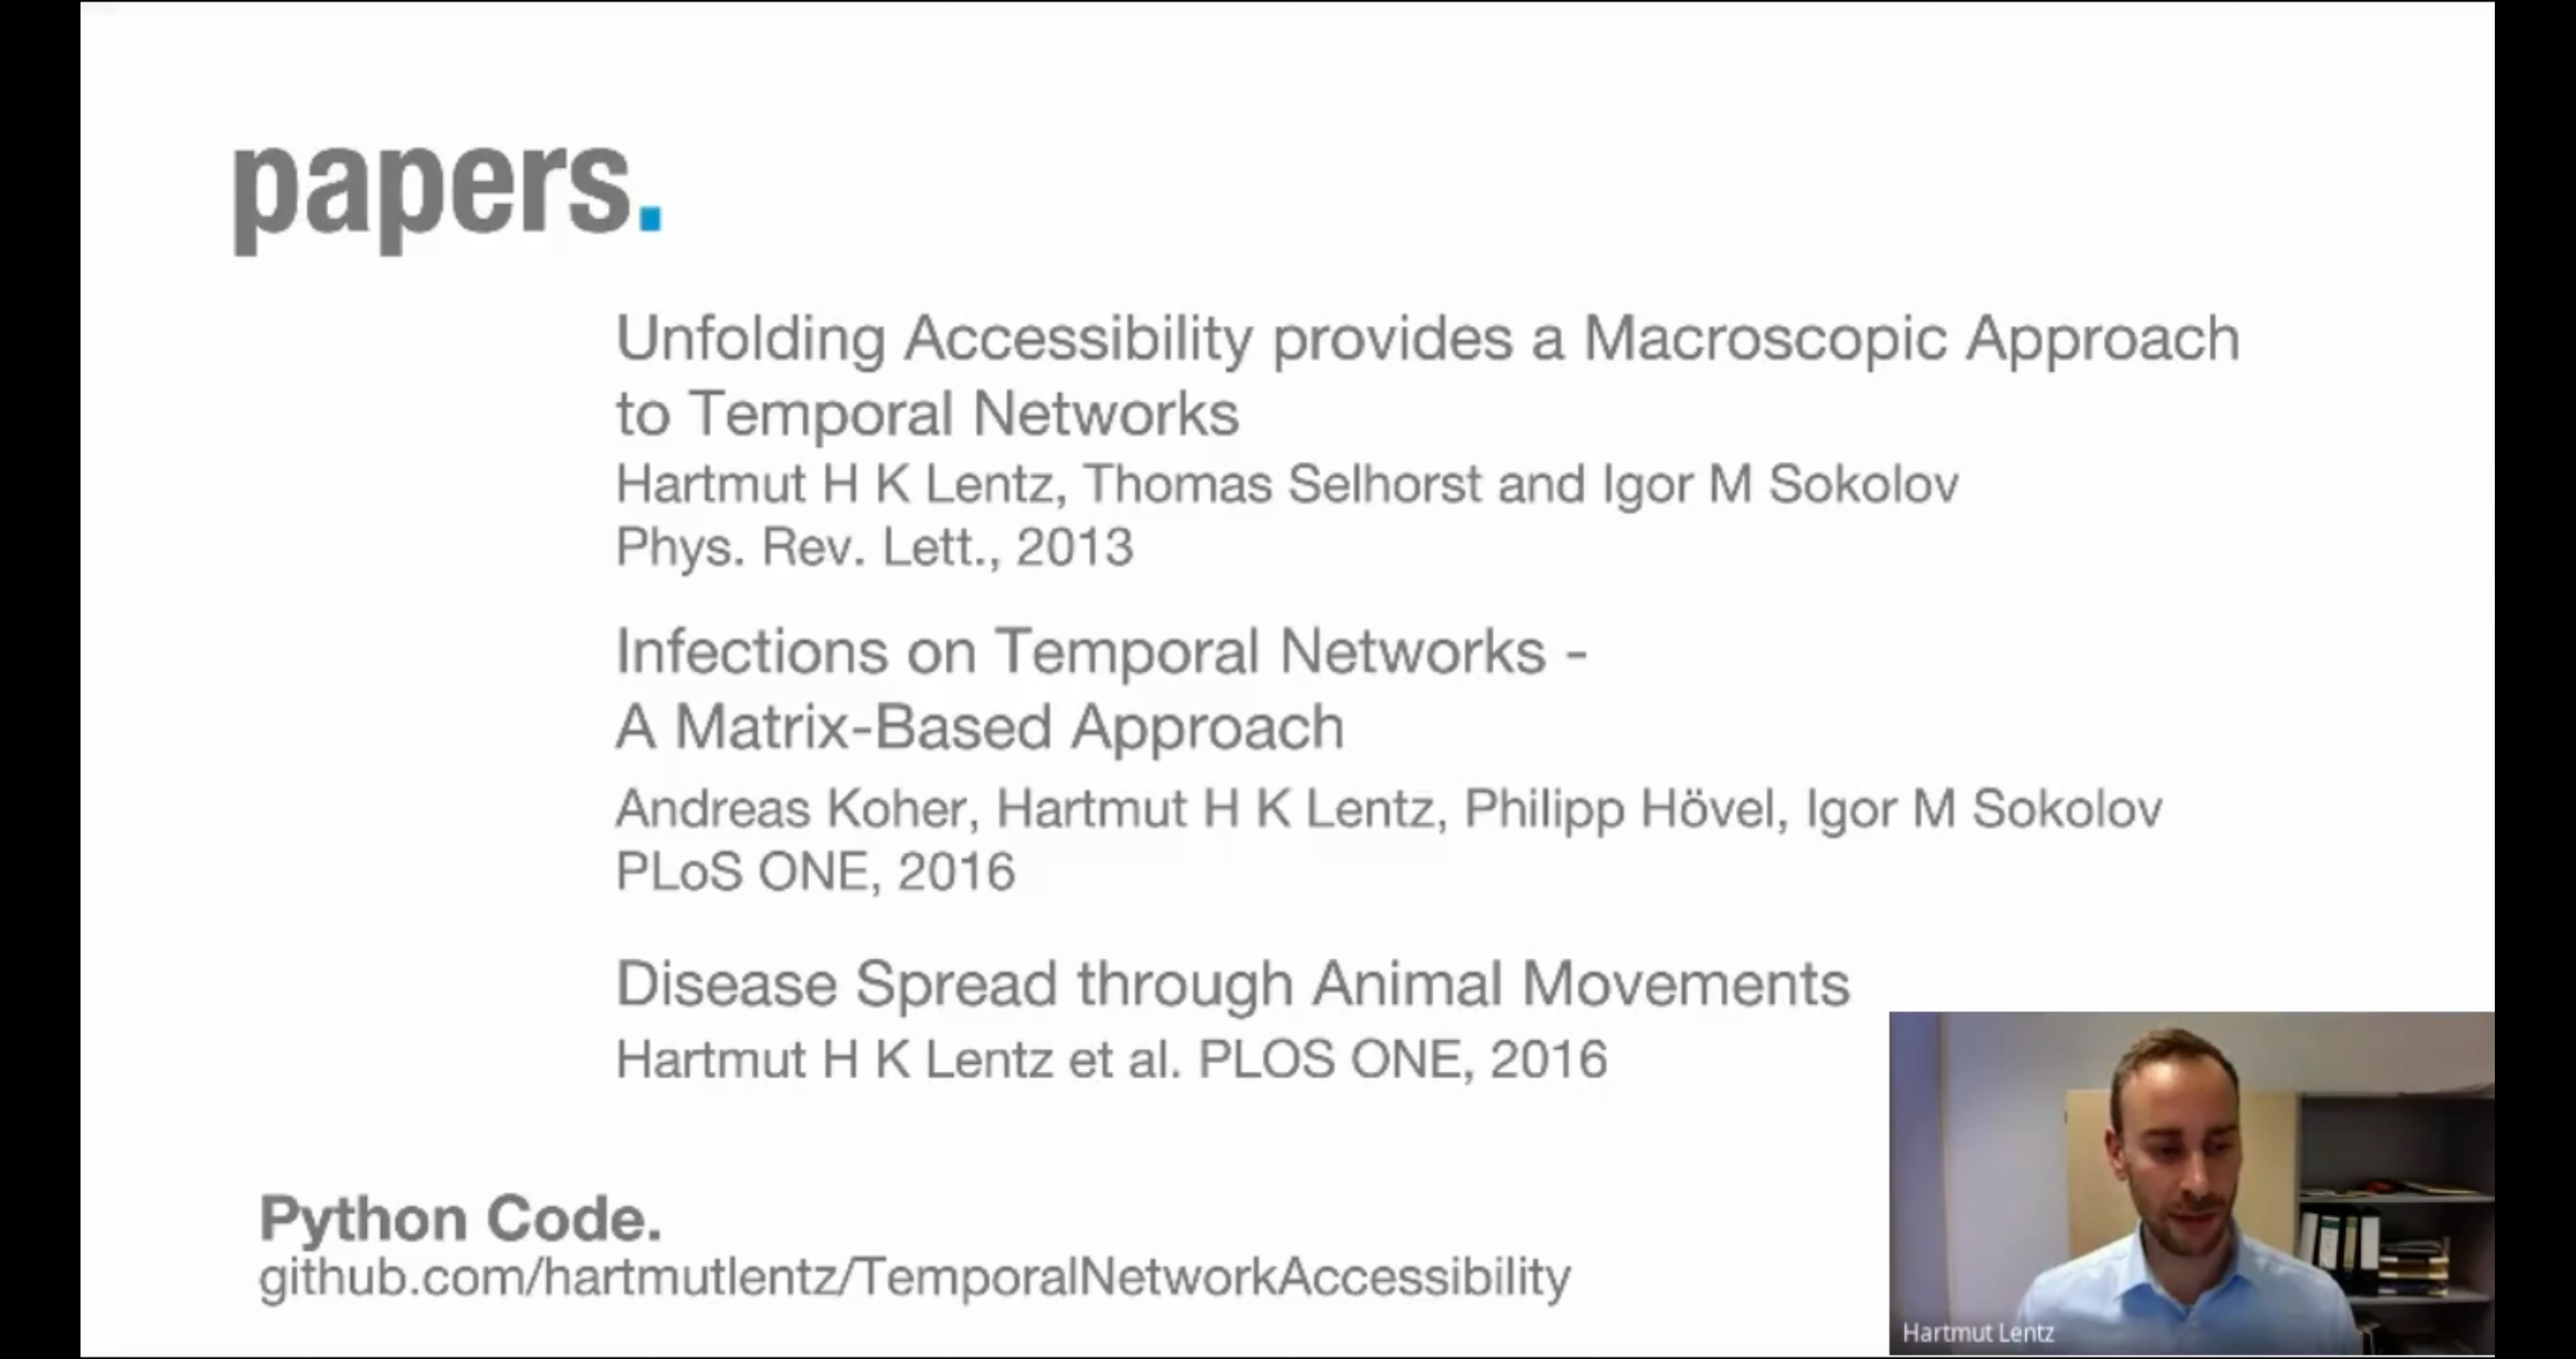 papers.
Unfolding Accessibility provides a Macroscopic Approach
to Temporal Networks
Hartmut H K Lentz, Thomas Selhorst and Igor M Sokolov
Phys. Rev. Lett., 2013
Infections on Temporal Networks -
A Matrix-Based Approach
Andreas Koher, Hartmut H K Lentz, Philipp Hövel, Igor M Sokolov
PLoS ONE, 2016
Disease Spread through Animal Movements
Hartmut H K Lentz et al. PLOS ONE, 2016
Python Code.
github.com/hartmutlentz/TemporalNetworkAccessibility
Hartmut Lentz